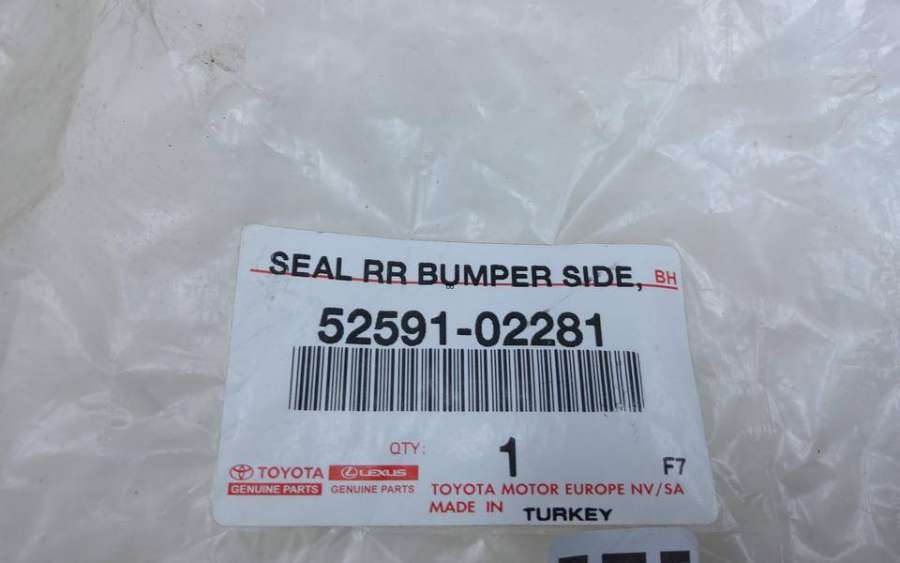 SEAL RR BUMPER SIDE, BH
52591-02281
QTY: 1
F7
TOYOTA LEXUS
GENUINE PARTS GENUINE PARTS
TOYOTA MOTOR EUROPE NV/SA
MADE IN TURKEY